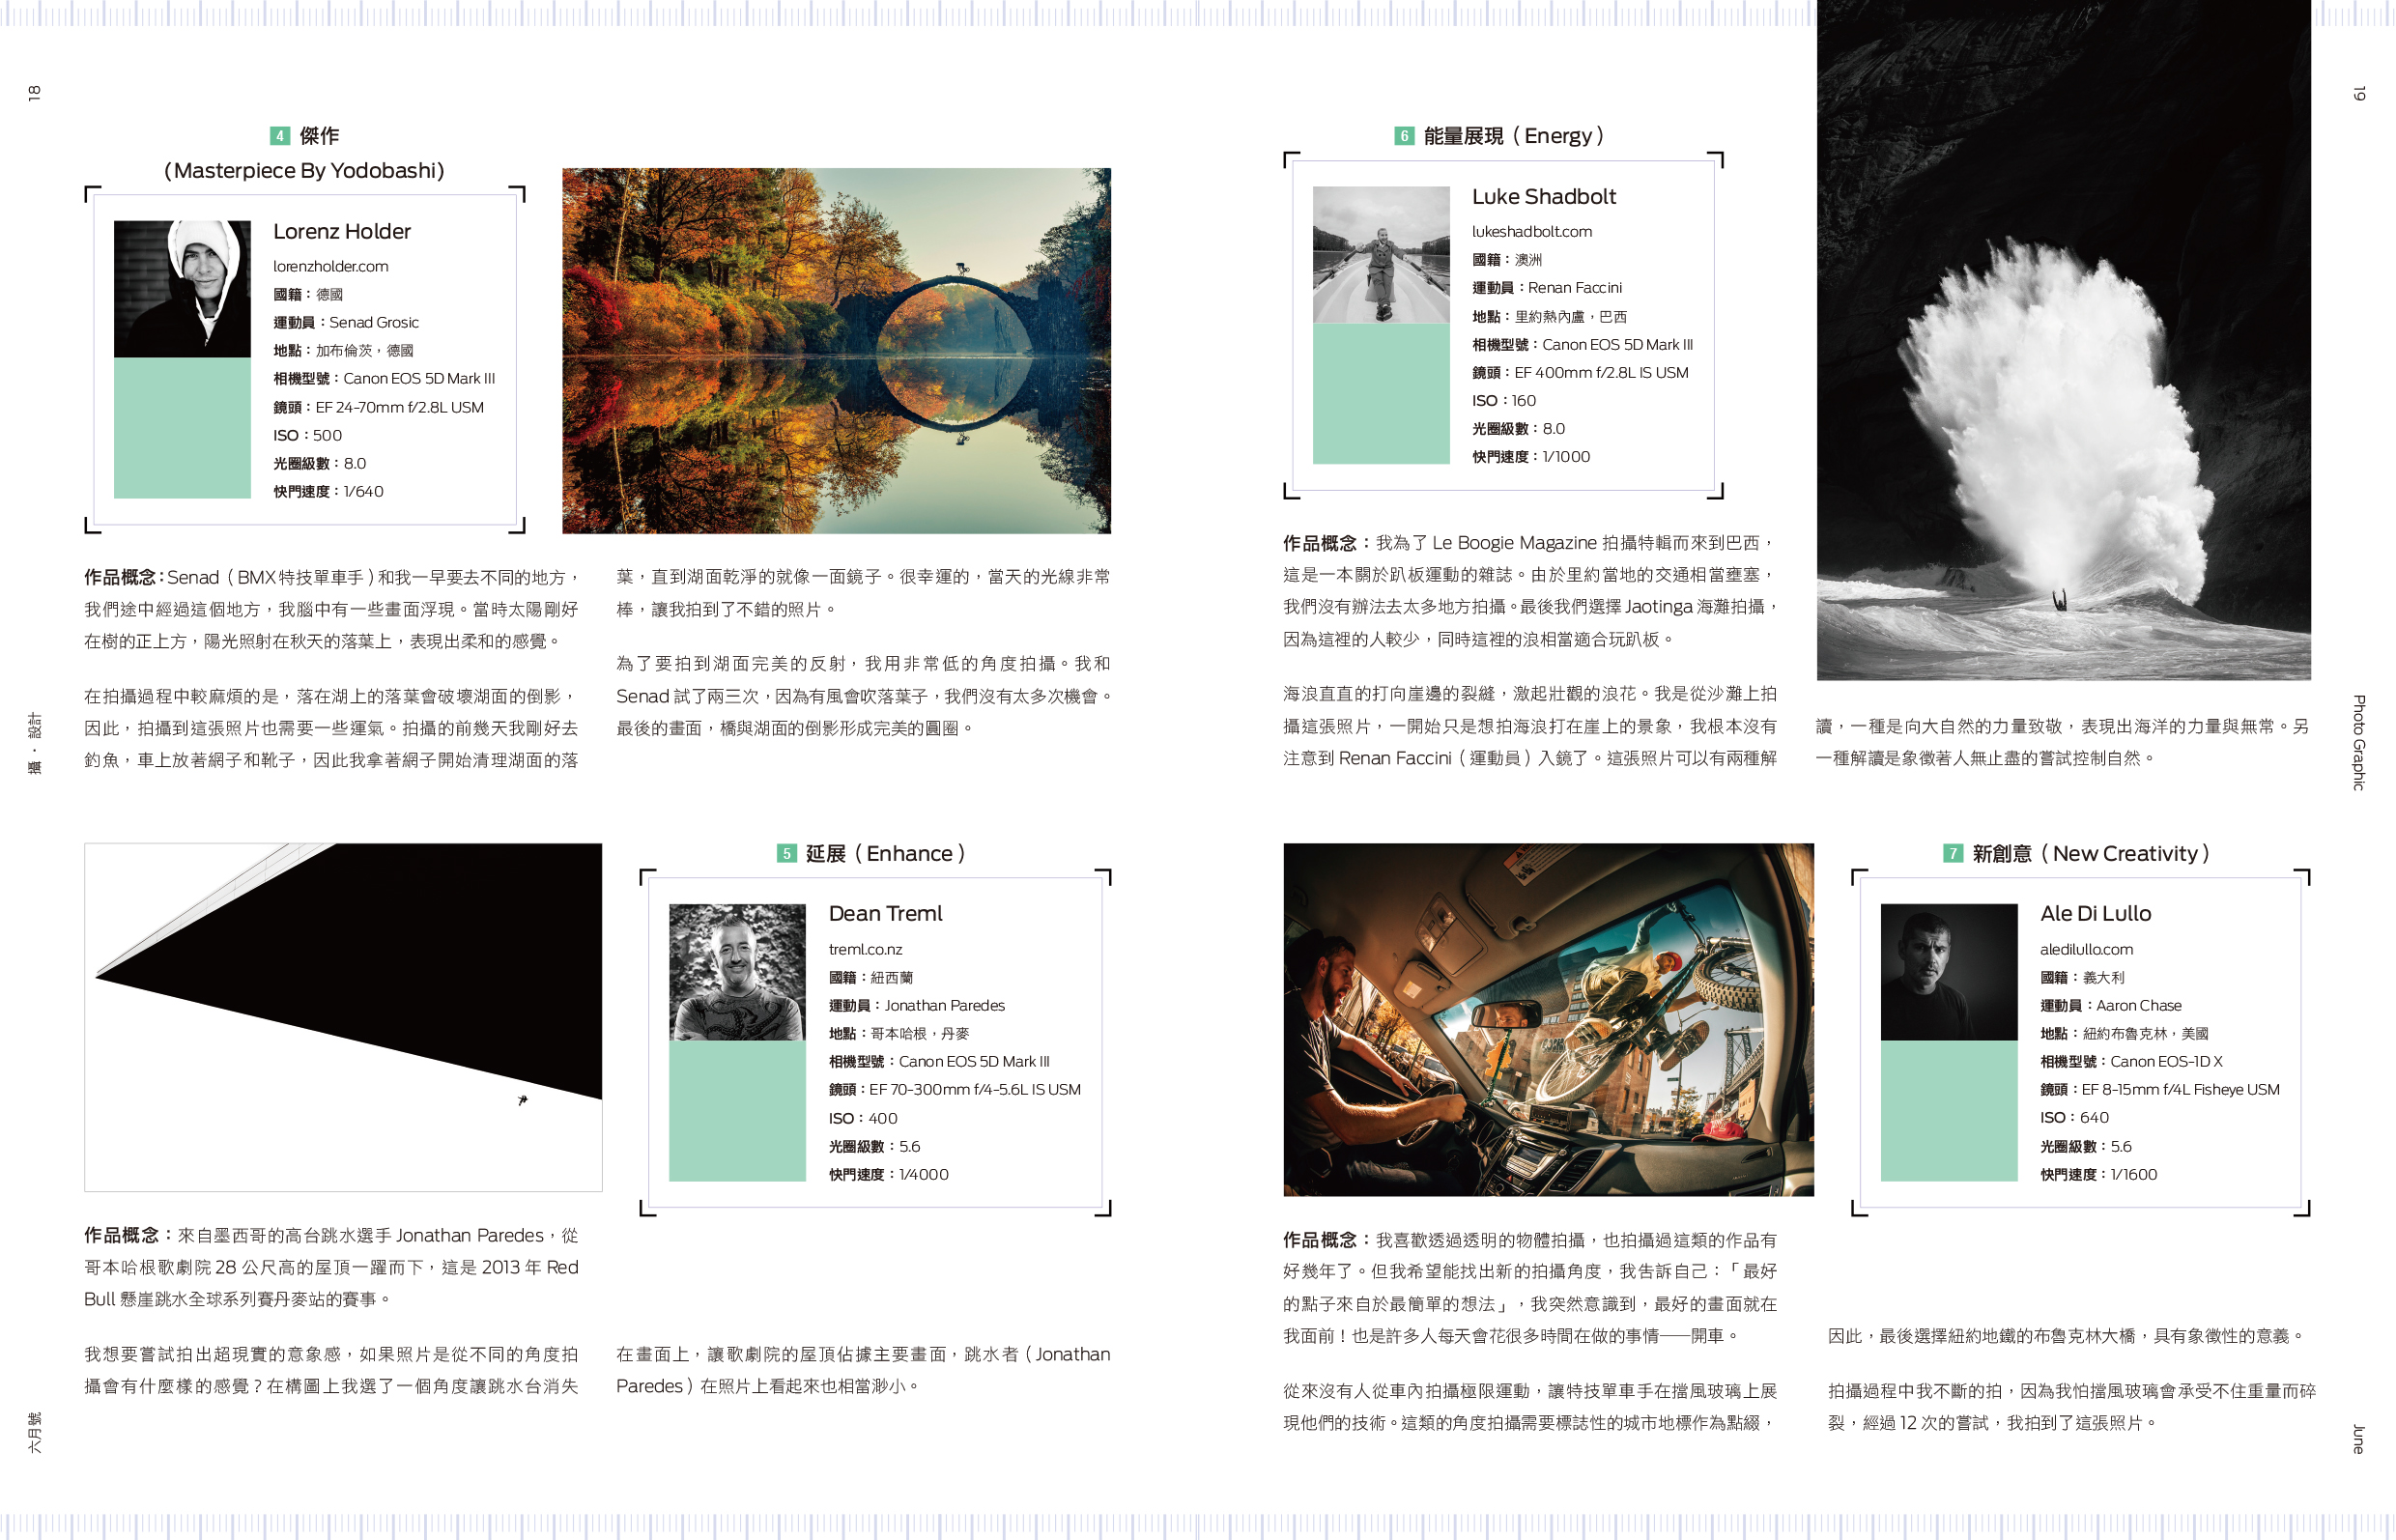 18
4 傑作
(Masterpiece By Yodobashi)
Lorenz Holder
lorenzholder.com
國籍：德國
運動員：Senad Grosic
地點：加布倫茨，德國
相機型號：Canon EOS 5D Mark III
鏡頭：EF 24-70mm f/2.8L USM
ISO：500
光圈級數：8.0
快門速度：1/640
作品概念：Senad（BMX特技單車手）和我一早要去不同的地方，
我們途中經過這個地方，我腦中有一些畫面浮現。當時太陽剛好
在樹的正上方，陽光照射在秋天的落葉上，表現出柔和的感覺。
在拍攝過程中較麻煩的是，落在湖上的落葉會破壞湖面的倒影，
因此，拍攝到這張照片也需要一些運氣。拍攝的前幾天我剛好去
釣魚，車上放著網子和靴子，因此我拿著網子開始清理湖面的落
葉，直到湖面乾淨的就像一面鏡子。很幸運的，當天的光線非常
棒，讓我拍到了不錯的照片。
為了要拍到湖面完美的反射，我用非常低的角度拍攝。我和
Senad 試了兩三次，因為有風會吹落葉子，我們沒有太多次機會。
最後的畫面，橋與湖面的倒影形成完美的圓圈。
攝・設計
5 延展（Enhance）
Dean Treml
treml.co.nz
國籍：紐西蘭
運動員：Jonathan Paredes
地點：哥本哈根，丹麥
相機型號：Canon EOS 5D Mark III
鏡頭：EF 70-300mm f/4-5.6L IS USM
ISO：400
光圈級數：5.6
快門速度：1/4000
作品概念：來自墨西哥的高台跳水選手 Jonathan Paredes，從
哥本哈根歌劇院 28 公尺高的屋頂一躍而下，這是 2013 年 Red
Bull 懸崖跳水全球系列賽丹麥站的賽事。
我想要嘗試拍出超現實的意象感，如果照片是從不同的角度拍
攝會有什麼樣的感覺？在構圖上我選了一個角度讓跳水台消失
在畫面上，讓歌劇院的屋頂佔據主要畫面，跳水者（Jonathan
Paredes）在照片上看起來也相當渺小。
六月號
19
6 能量展現（Energy）
Luke Shadbolt
lukeshadbolt.com
國籍：澳洲
運動員：Renan Faccini
地點：里約熱內盧，巴西
相機型號：Canon EOS 5D Mark III
鏡頭：EF 400mm f/2.8L IS USM
ISO：160
光圈級數：8.0
快門速度：1/1000
作品概念：我為了 Le Boogie Magazine 拍攝特輯而來到巴西，
這是一本關於趴板運動的雜誌。由於里約當地的交通相當壅塞，
我們沒有辦法去太多地方拍攝。最後我們選擇 Jaotinga 海灘拍攝，
因為這裡的人較少，同時這裡的浪相當適合玩趴板。
海浪直直的打向崖邊的裂縫，激起壯觀的浪花。我是從沙灘上拍
攝這張照片，一開始只是想拍海浪打在崖上的景象，我根本沒有
注意到 Renan Faccini（運動員）入鏡了。這張照片可以有兩種解
讀，一種是向大自然的力量致敬，表現出海洋的力量與無常。另
一種解讀是象徵著人無止盡的嘗試控制自然。
Photo Graphic
7 新創意（New Creativity）
Ale Di Lullo
aledilullo.com
國籍：義大利
運動員：Aaron Chase
地點：紐約布魯克林，美國
相機型號：Canon EOS-1D X
鏡頭：EF 8-15mm f/4L Fisheye USM
ISO：640
光圈級數：5.6
快門速度：1/1600
作品概念：我喜歡透過透明的物體拍攝，也拍攝過這類的作品有
好幾年了。但我希望能找出新的拍攝角度，我告訴自己：「最好
的點子來自於最簡單的想法」，我突然意識到，最好的畫面就在
我面前！也是許多人每天會花很多時間在做的事情──開車。
從來沒有人從車內拍攝極限運動，讓特技單車手在擋風玻璃上展
現他們的技術。這類的角度拍攝需要標誌性的城市地標作為點綴，
因此，最後選擇紐約地鐵的布魯克林大橋，具有象徵性的意義。
拍攝過程中我不斷的拍，因為我怕擋風玻璃會承受不住重量而碎
裂，經過 12 次的嘗試，我拍到了這張照片。
June